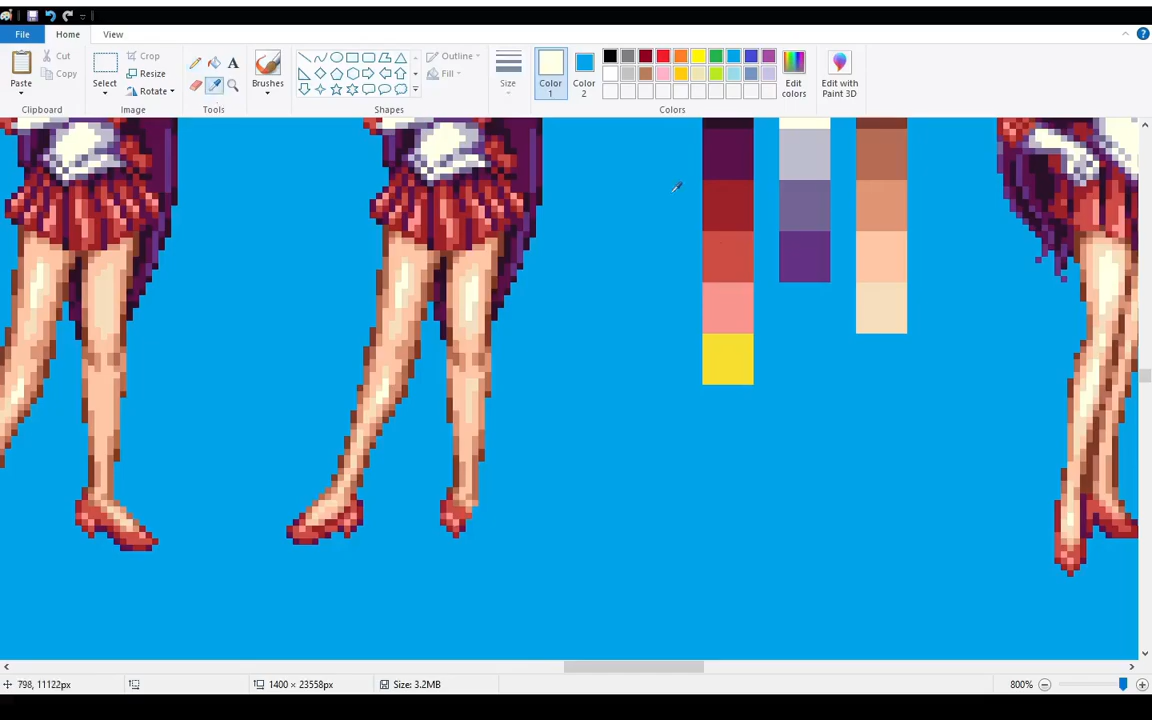 File
Home
View
Paste
Cut
Copy
Clipboard
Select
Crop
Resize
Rotate
Image
A
Tools
Brushes
Shapes
Outline
Fill
Size
Color 1
Color 2
Colors
Edit colors
Edit with Paint 3D
798, 11122px
1400 × 23558px
Size: 3.2MB
800%